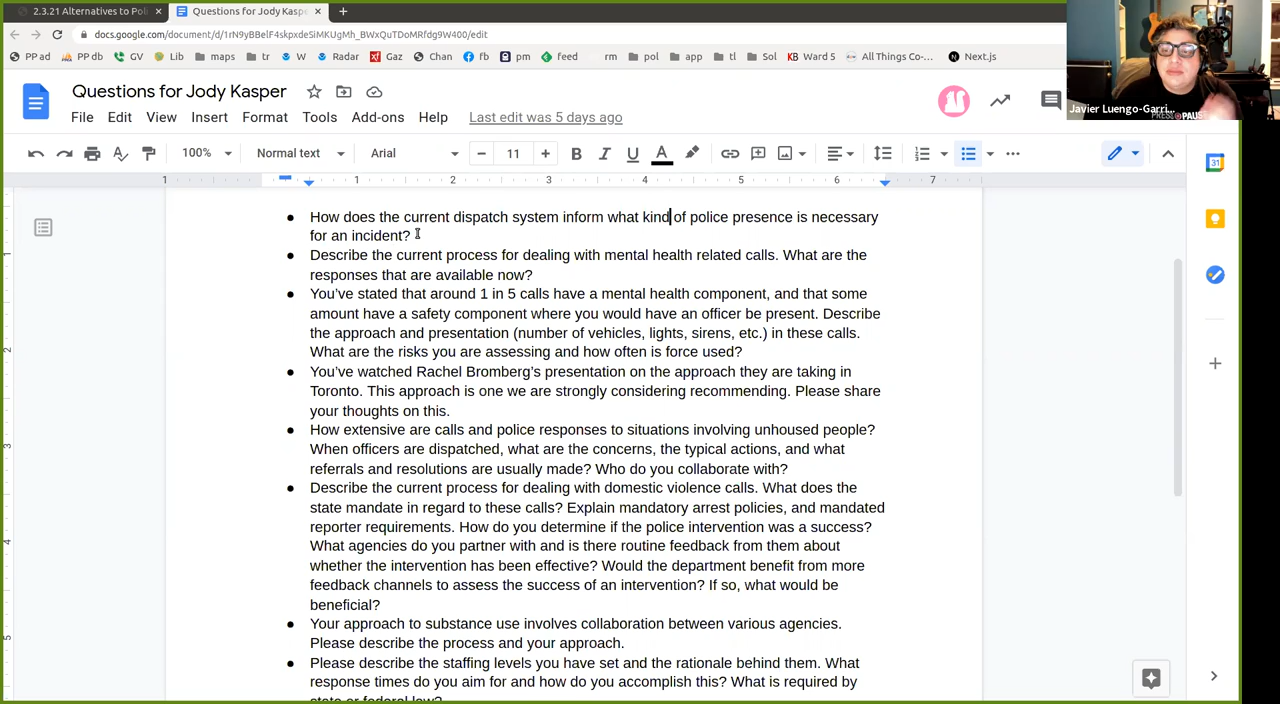 2.3.21 Alternatives to Poli
Questions for Jody Kaspe
docs.google.com/document/d/1rN9yBBelF4skpxdeSiMKUgMh_BWxQuTDoMRfdg9W400/edit
PP ad PP db GV Lib maps tr W Radar Gaz Chan fb pm feed rm pol app tl Sol Ward 5 All Things Co-... Next.js
Questions for Jody Kasper
Javier Luengo-Garri...
PRESS PAUS
File Edit View Insert Format Tools Add-ons Help Last edit was 5 days ago
100% Normal text Arial 11 B I U A
31
1 1 2 3 4 5 6 7
How does the current dispatch system inform what kind of police presence is necessary
for an incident?
Describe the current process for dealing with mental health related calls. What are the
responses that are available now?
You've stated that around 1 in 5 calls have a mental health component, and that some
amount have a safety component where you would have an officer be present. Describe
the approach and presentation (number of vehicles, lights, sirens, etc.) in these calls.
What are the risks you are assessing and how often is force used?
You've watched Rachel Bromberg's presentation on the approach they are taking in
Toronto. This approach is one we are strongly considering recommending. Please share
your thoughts on this.
How extensive are calls and police responses to situations involving unhoused people?
When officers are dispatched, what are the concerns, the typical actions, and what
referrals and resolutions are usually made? Who do you collaborate with?
Describe the current process for dealing with domestic violence calls. What does the
state mandate in regard to these calls? Explain mandatory arrest policies, and mandated
reporter requirements. How do you determine if the police intervention was a success?
What agencies do you partner with and is there routine feedback from them about
whether the intervention has been effective? Would the department benefit from more
feedback channels to assess the success of an intervention? If so, what would be
beneficial?
Your approach to substance use involves collaboration between various agencies.
Please describe the process and your approach.
Please describe the staffing levels you have set and the rationale behind them. What
response times do you aim for and how do you accomplish this? What is required by
state or federal law?